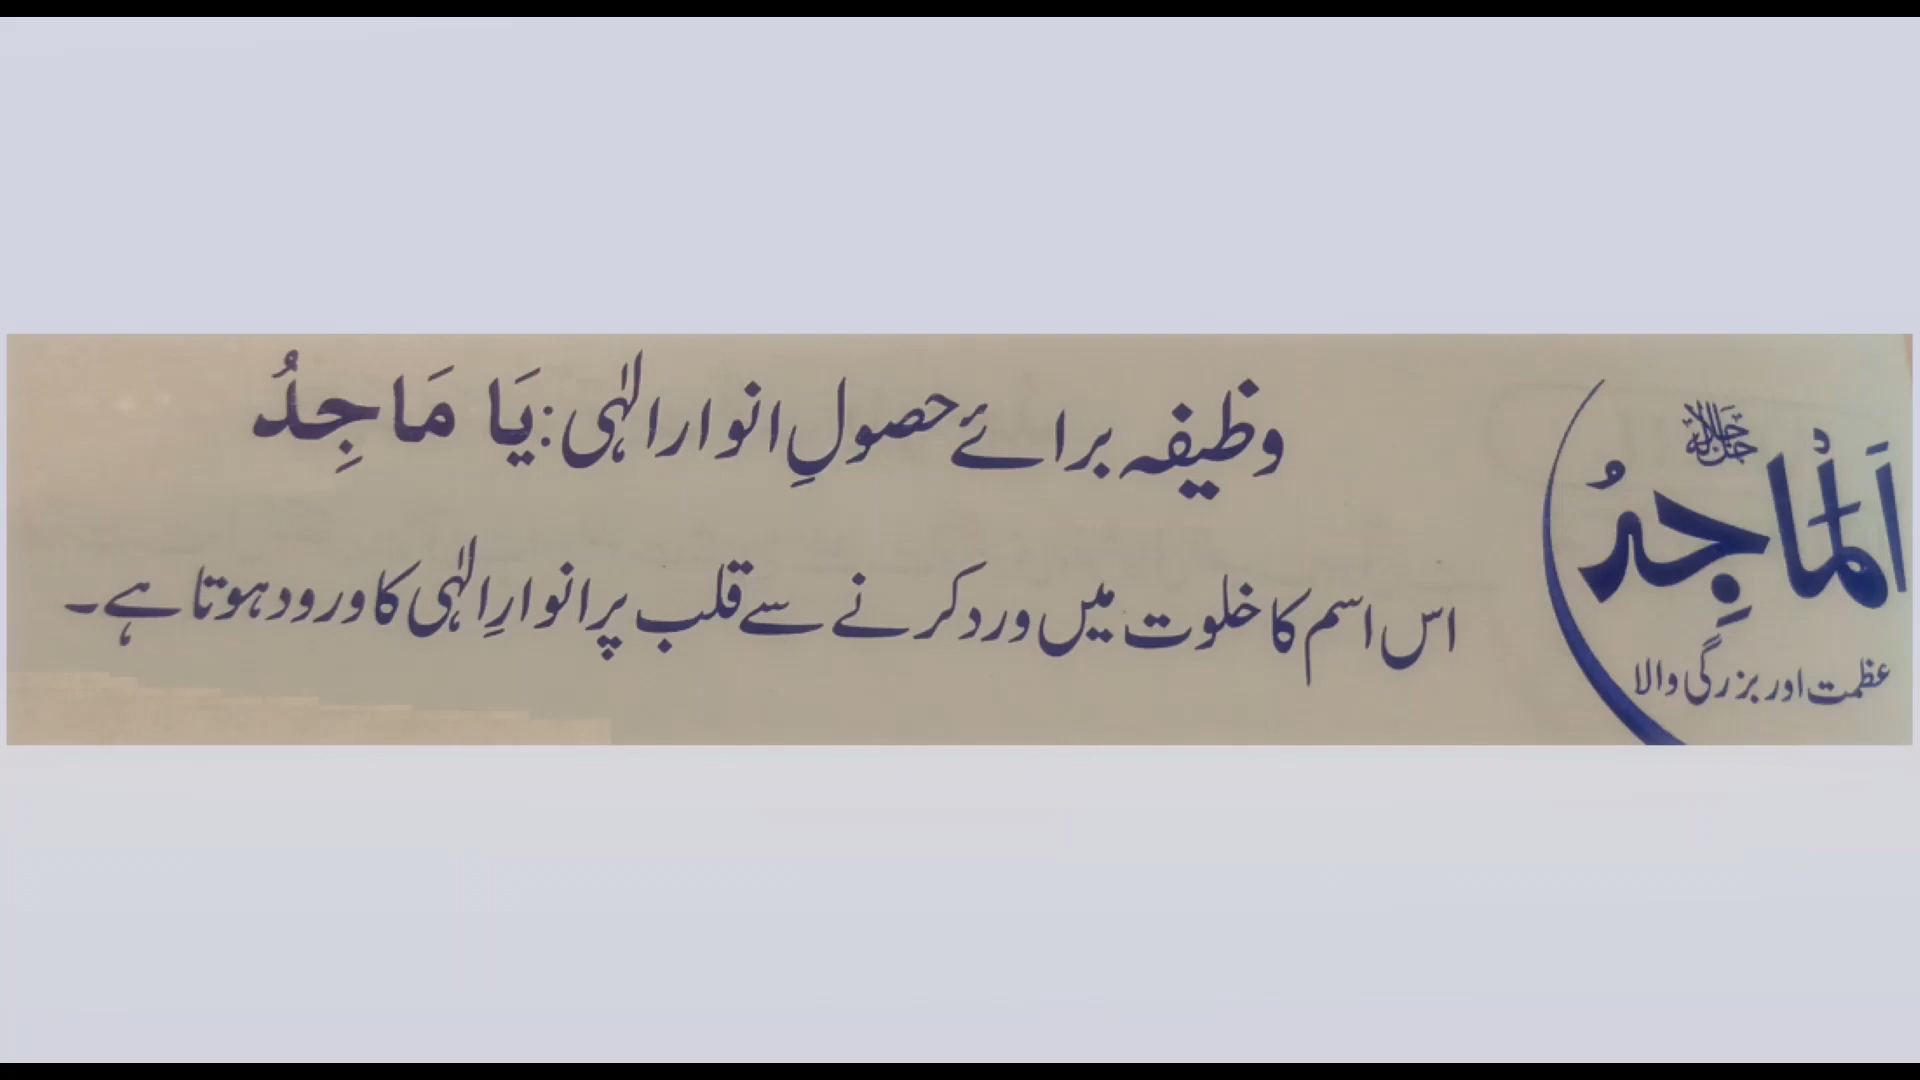 اَلْمَاجِدُ
جل جلالہ
عظمت اور بزرگی والا
وظیفہ برائے حصولِ انوار الٰہی: يَا مَاجِدُ
اس اسم کا خلوت میں ورد کرنے سے قلب پر انوارِ الٰہی کا ورود ہوتا ہے۔